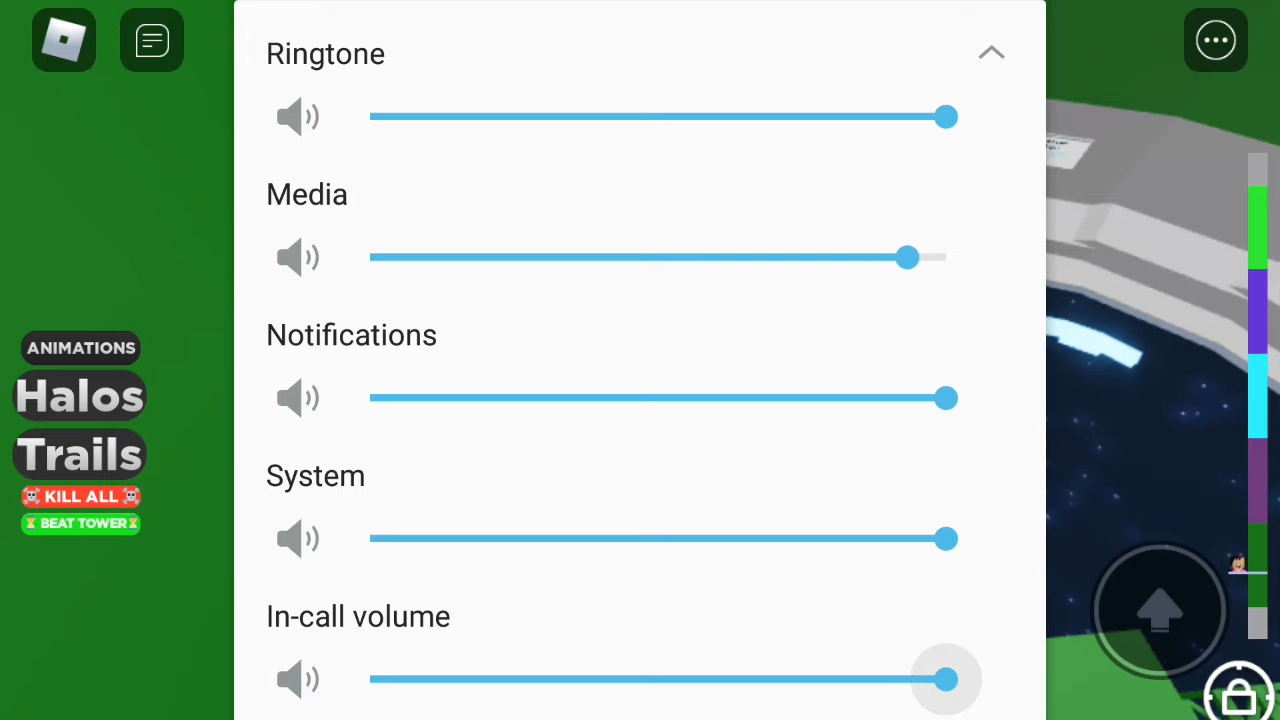 Ringtone
Media
Notifications
System
In-call volume
ANIMATIONS
Halos
Trails
☠️ KILL ALL ☠️
⏳ BEAT TOWER⏳